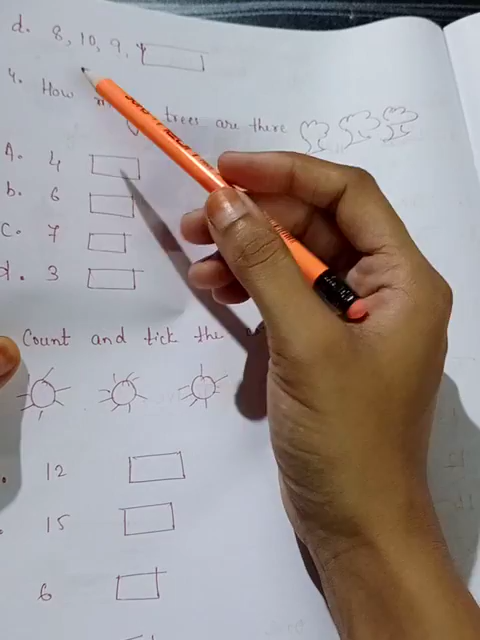 d. 8, 10, 9,
4. How trees are there
A. 4
b. 6
C. 7
d. 3
Count and tick the
12
15
6